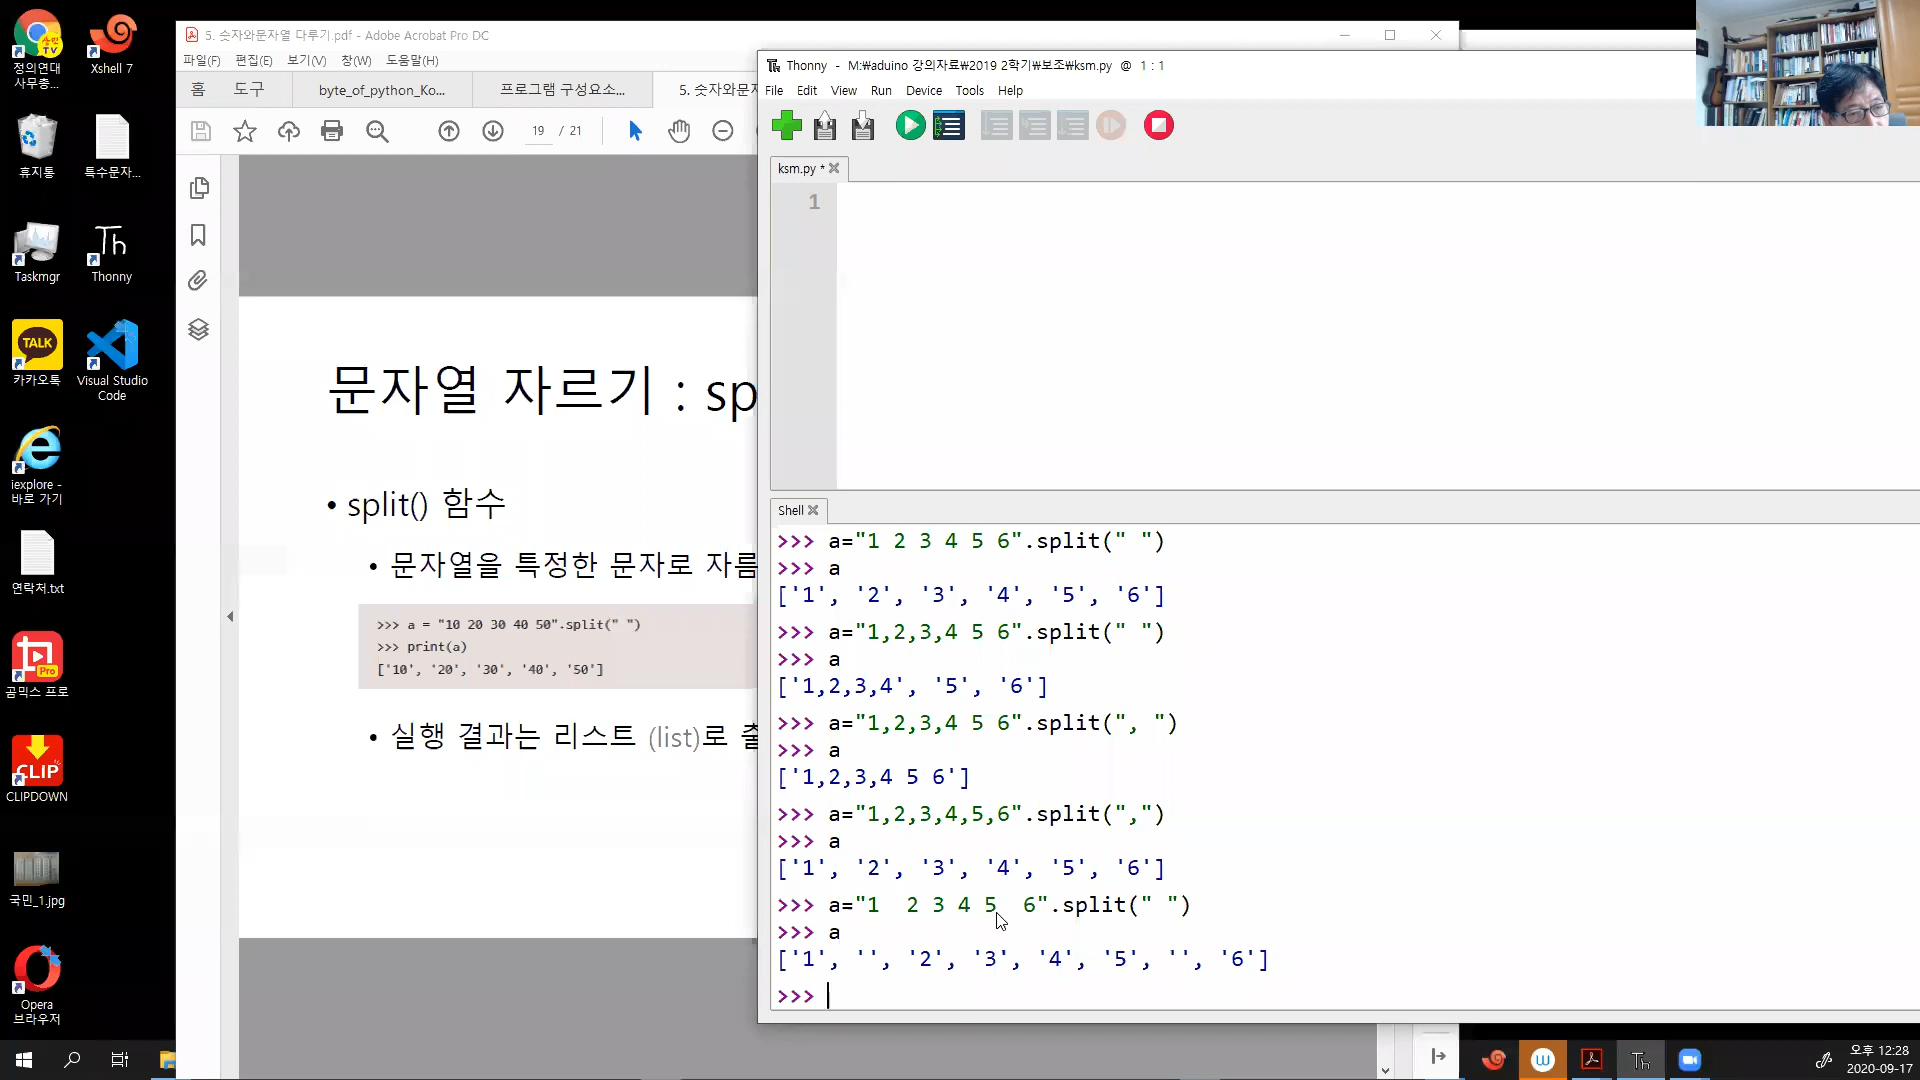 정의연대
사무총...
Xshell 7
휴지통
특수문자...
Taskmgr
Thonny
TALK
카카오톡
Visual Studio
Code
iexplore -
바로 가기
연락처.txt
Pro
곰믹스 프로
CLIP
CLIPDOWN
국민_1.jpg
Opera
브라우저
5. 숫자와문자열 다루기.pdf - Adobe Acrobat Pro DC
파일(F) 편집(E) 보기(V) 창(W) 도움말(H)
홈 도구 byte_of_python_Ko... 프로그램 구성요소... 5. 숫자와문자
19 / 21
문자열 자르기 : sp
• split() 함수
• 문자열을 특정한 문자로 자름
>>> a = "10 20 30 40 50".split(" ")
>>> print(a)
['10', '20', '30', '40', '50']
• 실행 결과는 리스트 (list)로 출
Thonny - M:₩aduino 강의자료₩2019 2학기₩보조₩ksm.py @ 1 : 1
File Edit View Run Device Tools Help
ksm.py *
1
Shell
>>> a="1 2 3 4 5 6".split(" ")
>>> a
['1', '2', '3', '4', '5', '6']
>>> a="1,2,3,4 5 6".split(" ")
>>> a
['1,2,3,4', '5', '6']
>>> a="1,2,3,4 5 6".split(", ")
>>> a
['1,2,3,4 5 6']
>>> a="1,2,3,4,5,6".split(",")
>>> a
['1', '2', '3', '4', '5', '6']
>>> a="1  2 3 4 5  6".split(" ")
>>> a
['1', '', '2', '3', '4', '5', '', '6']
>>>
오후 12:28
2020-09-17